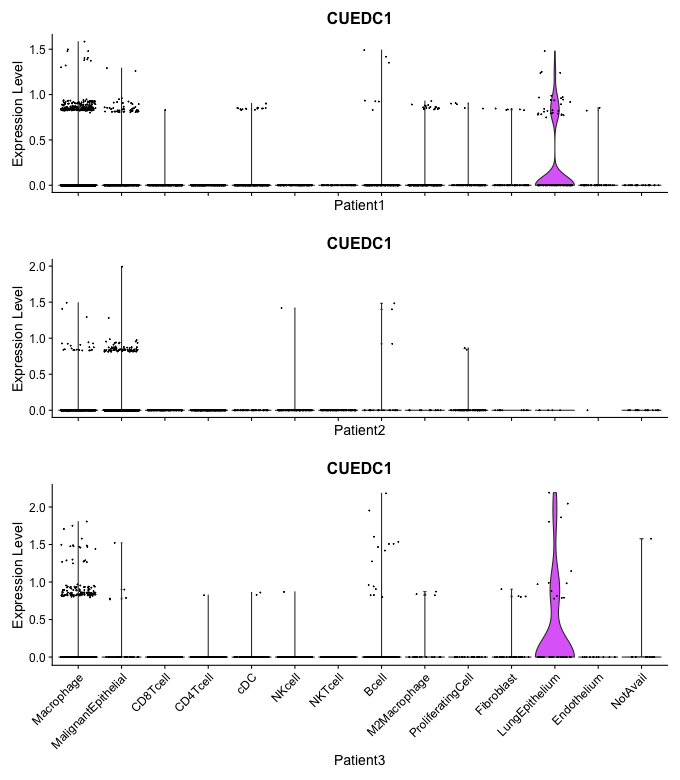 CUEDC1
Expression Level
1.5
1.0
0.5
0.0
Patient1
CUEDC1
Expression Level
2.0
1.5
1.0
0.5
0.0
Patient2
CUEDC1
Expression Level
2.0
1.5
1.0
0.5
0.0
Macrophage
MalignantEpithelial
CD8Tcell
CD4Tcell
cDC
NKcell
NKTcell
Bcell
M2Macrophage
ProliferatingCell
Fibroblast
LungEpithelium
Endothelium
NotAvail
Patient3